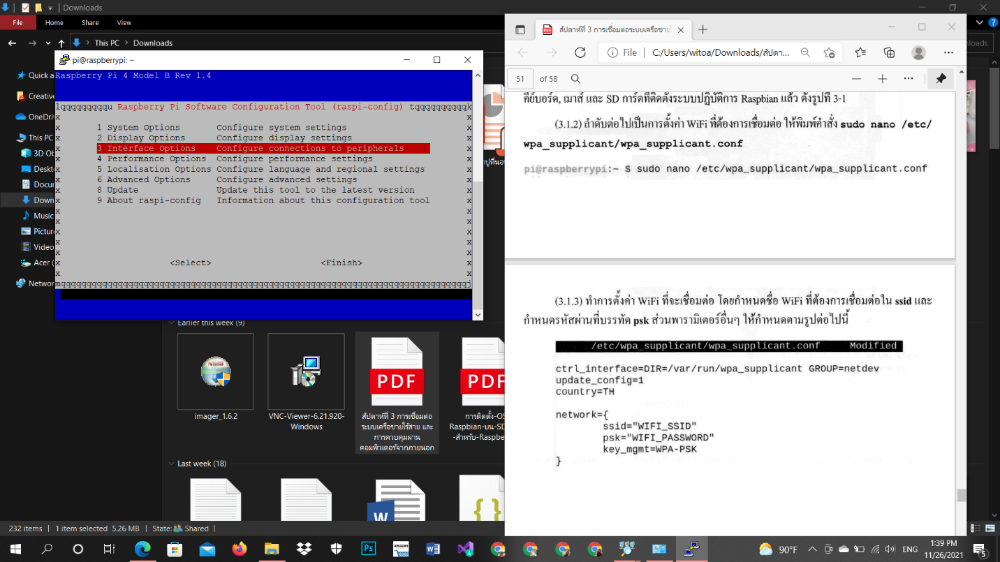 Downloads
File
Home
Share
View
This PC
Downloads
Quick a
Creative
OneDriv
This PC
3D Ob
Deskto
Docum
Down
Music
Picture
Video
Acer (
Networ
pi@raspberrypi: ~
Raspberry Pi 4 Model B Rev 1.4
lqqqqqqqqqu Raspberry Pi Software Configuration Tool (raspi-config) tqqqqqqqqqqk
x x
x 1 System Options Configure system settings x
x 2 Display Options Configure display settings x
x 3 Interface Options Configure connections to peripherals x
x 4 Performance Options Configure performance settings x
x 5 Localisation Options Configure language and regional settings x
x 6 Advanced Options Configure advanced settings x
x 8 Update Update this tool to the latest version x
x 9 About raspi-config Information about this configuration tool x
x x
x x
x x
x x
x x
x <Select> <Finish> x
x x
Earlier this week (9)
imager_1.6.2
VNC-Viewer-6.21.920-
Windows
PDF
สัปดาห์ที่ 3 การเชื่อมต่อ
ระบบเครือข่ายไร้สาย และ
การควบคุมผ่าน
คอมพิวเตอร์จากภายนอก
PDF
การติดตั้ง-OS
Raspbian-บน-SD
-สำหรับ-Raspbe
Last week (18)
W
{ }
232 items
1 item selected 5.26 MB
State: Shared
สัปดาห์ที่ 3 การเชื่อมต่อระบบเครือข่ายไ
File
C:/Users/witoa/Downloads/สัปดา...
nloads
51 of 58
คีย์บอร์ด, เมาส์ และ SD การ์ดที่ติดตั้งระบบปฏิบัติการ Raspbian แล้ว ดังรูปที่ 3-1
(3.1.2) ลำดับต่อไปเป็นการตั้งค่า WiFi ที่ต้องการเชื่อมต่อ ให้พิมพ์คำสั่ง sudo nano /etc/
wpa_supplicant/wpa_supplicant.conf
pi@raspberrypi:~ $ sudo nano /etc/wpa_supplicant/wpa_supplicant.conf
(3.1.3) ทำการตั้งค่า WiFi ที่จะเชื่อมต่อ โดยกำหนดชื่อ WiFi ที่ต้องการเชื่อมต่อใน ssid และ
กำหนดรหัสผ่านที่บรรทัด psk ส่วนพารามิเตอร์อื่นๆ ให้กำหนดตามรูปต่อไปนี้
/etc/wpa_supplicant/wpa_supplicant.conf Modified
ctrl_interface=DIR=/var/run/wpa_supplicant GROUP=netdev
update_config=1
country=TH
network={
ssid="WIFI_SSID"
psk="WIFI_PASSWORD"
key_mgmt=WPA-PSK
}
Ps
amazon
90°F
ENG
1:39 PM
11/26/2021
5